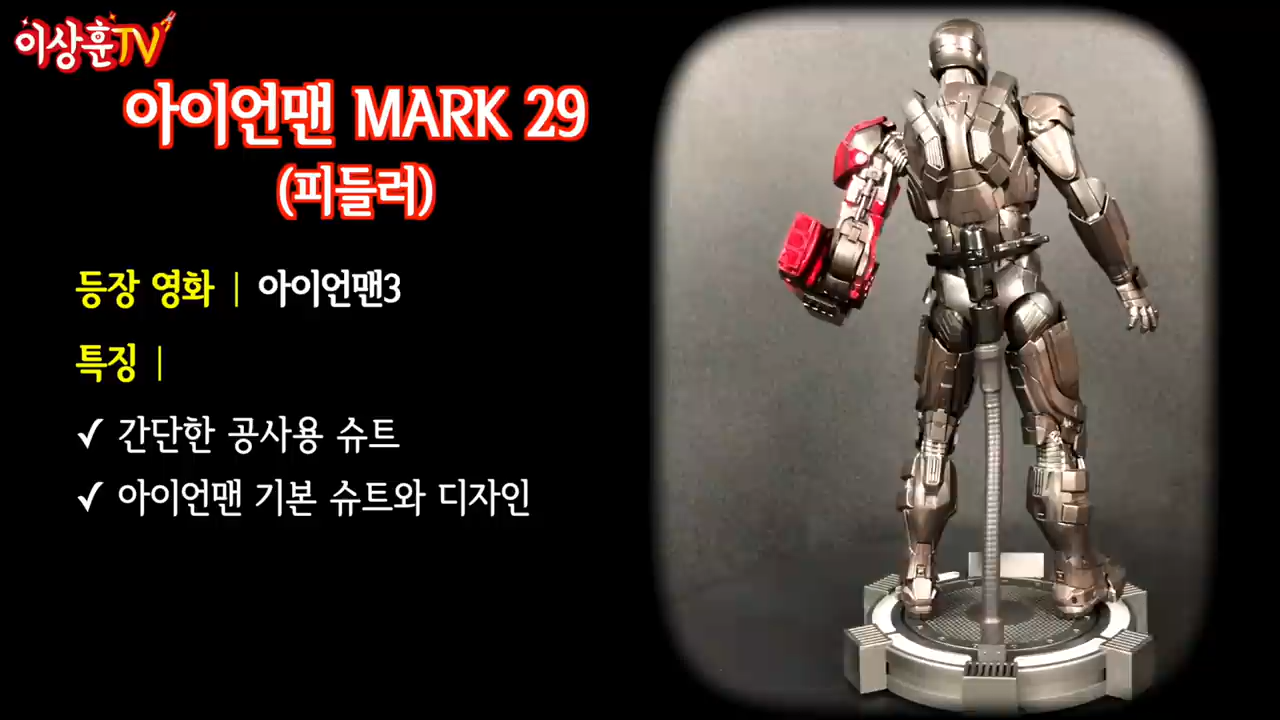 이상훈TV
아이언맨 MARK 29
(피들러)
등장 영화 | 아이언맨3
특징 |
✓ 간단한 공사용 슈트
✓ 아이언맨 기본 슈트와 디자인